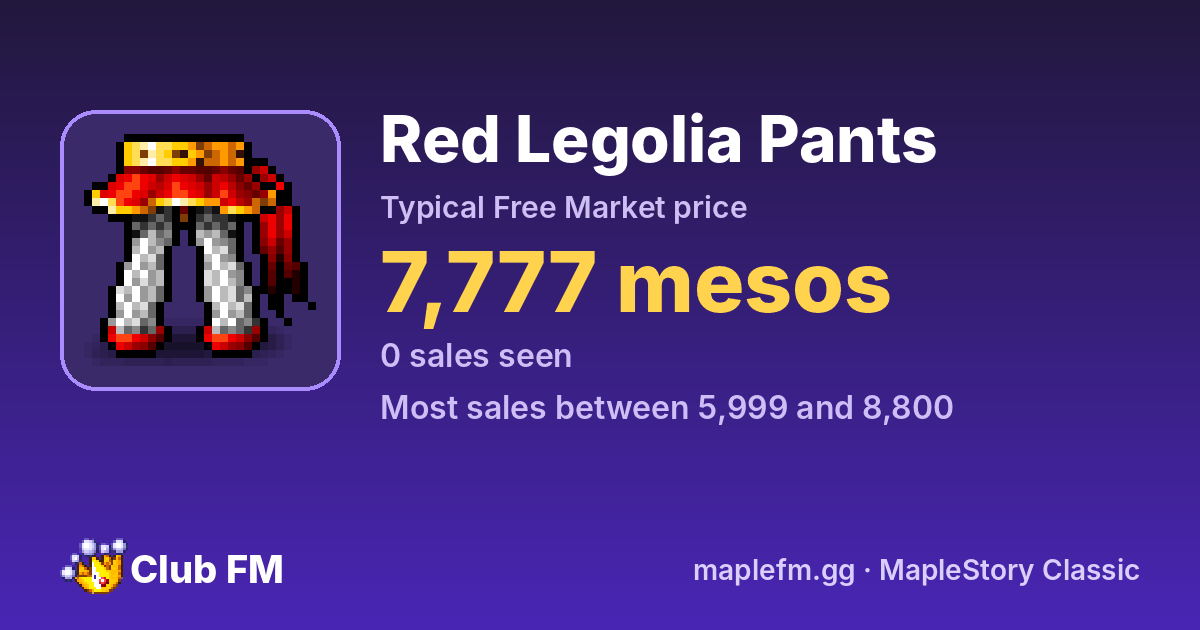 Red Legolia Pants
Typical Free Market price
7,777 mesos
0 sales seen
Most sales between 5,999 and 8,800
Club FM
maplefm.gg · MapleStory Classic